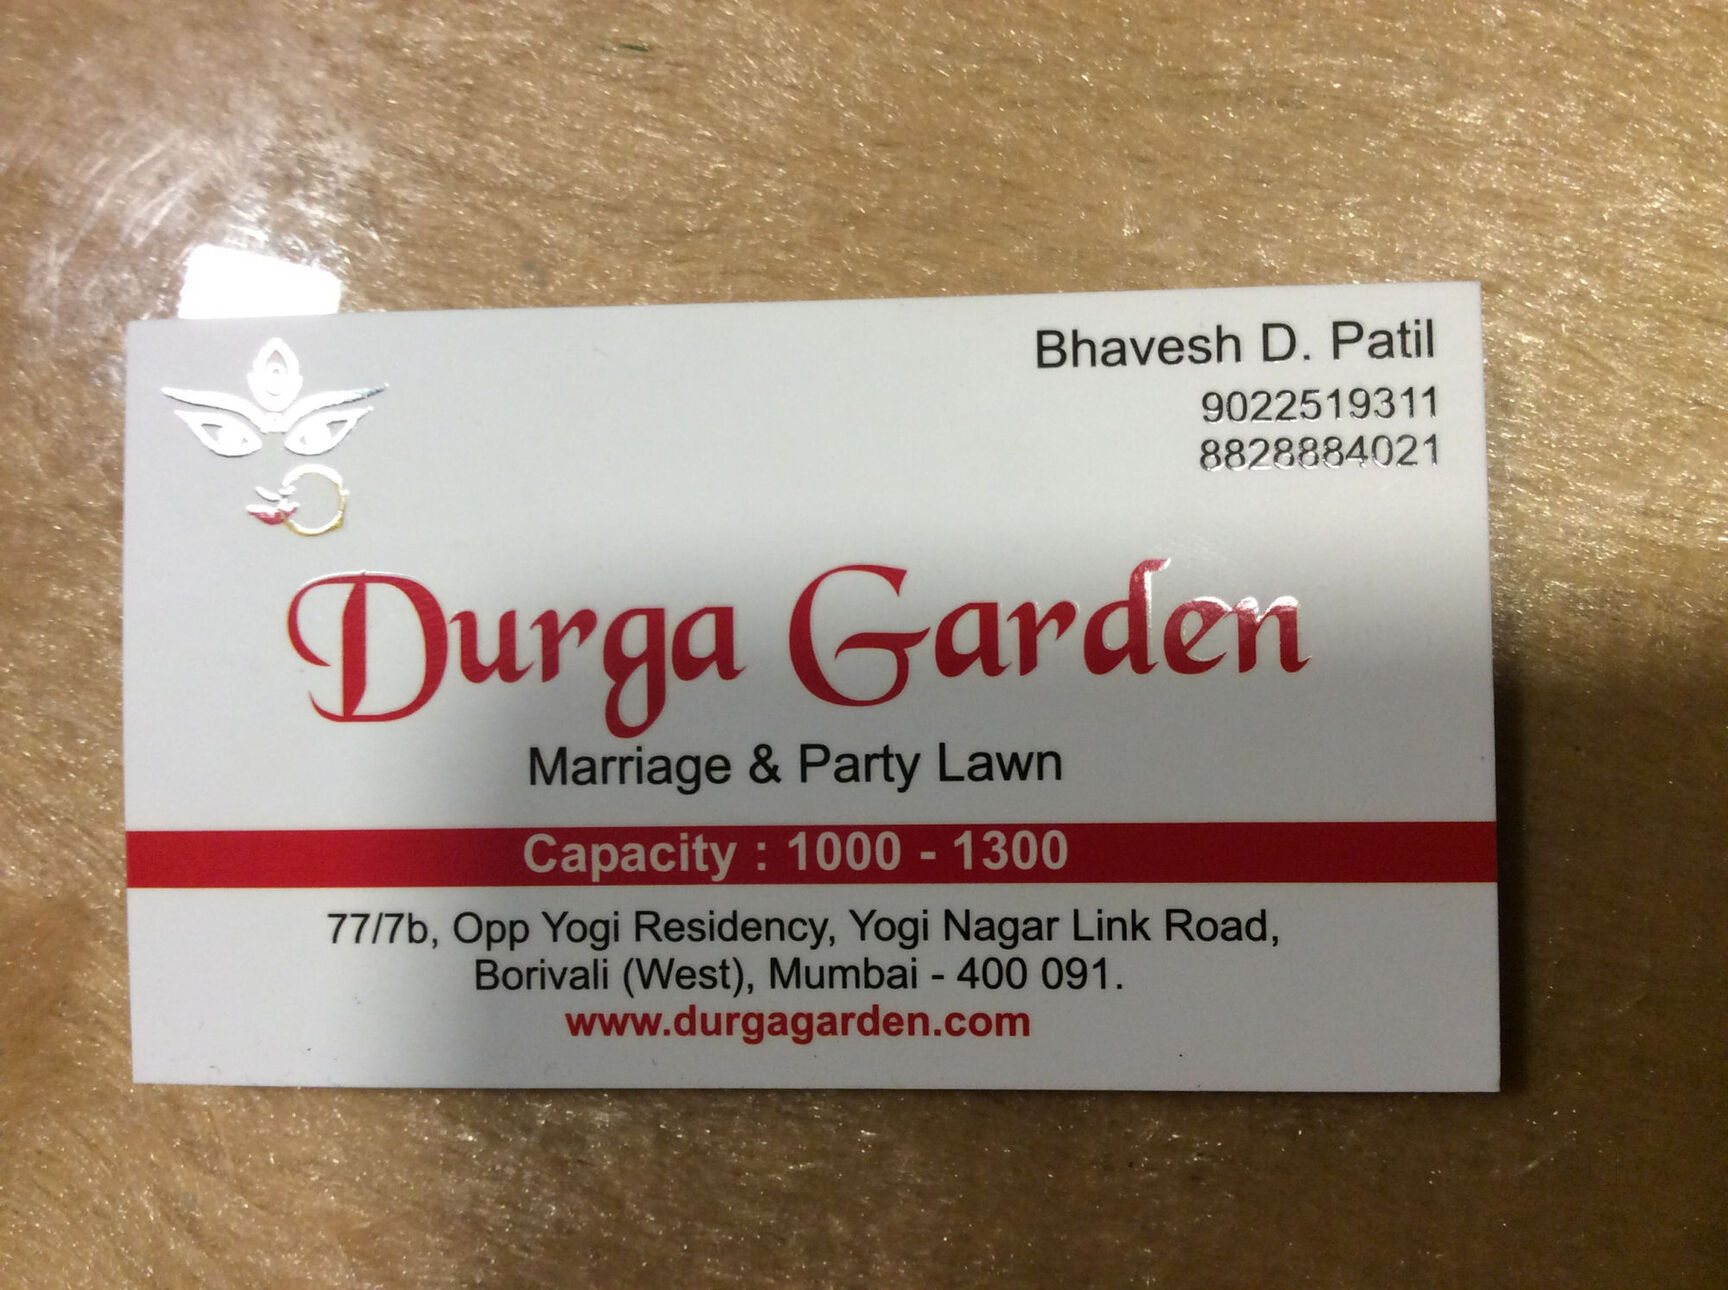 Bhavesh D. Patil
9022519311
8828884021
Durga Garden
Marriage & Party Lawn
Capacity : 1000 - 1300
77/7b, Opp Yogi Residency, Yogi Nagar Link Road,
Borivali (West), Mumbai - 400 091.
www.durgagarden.com